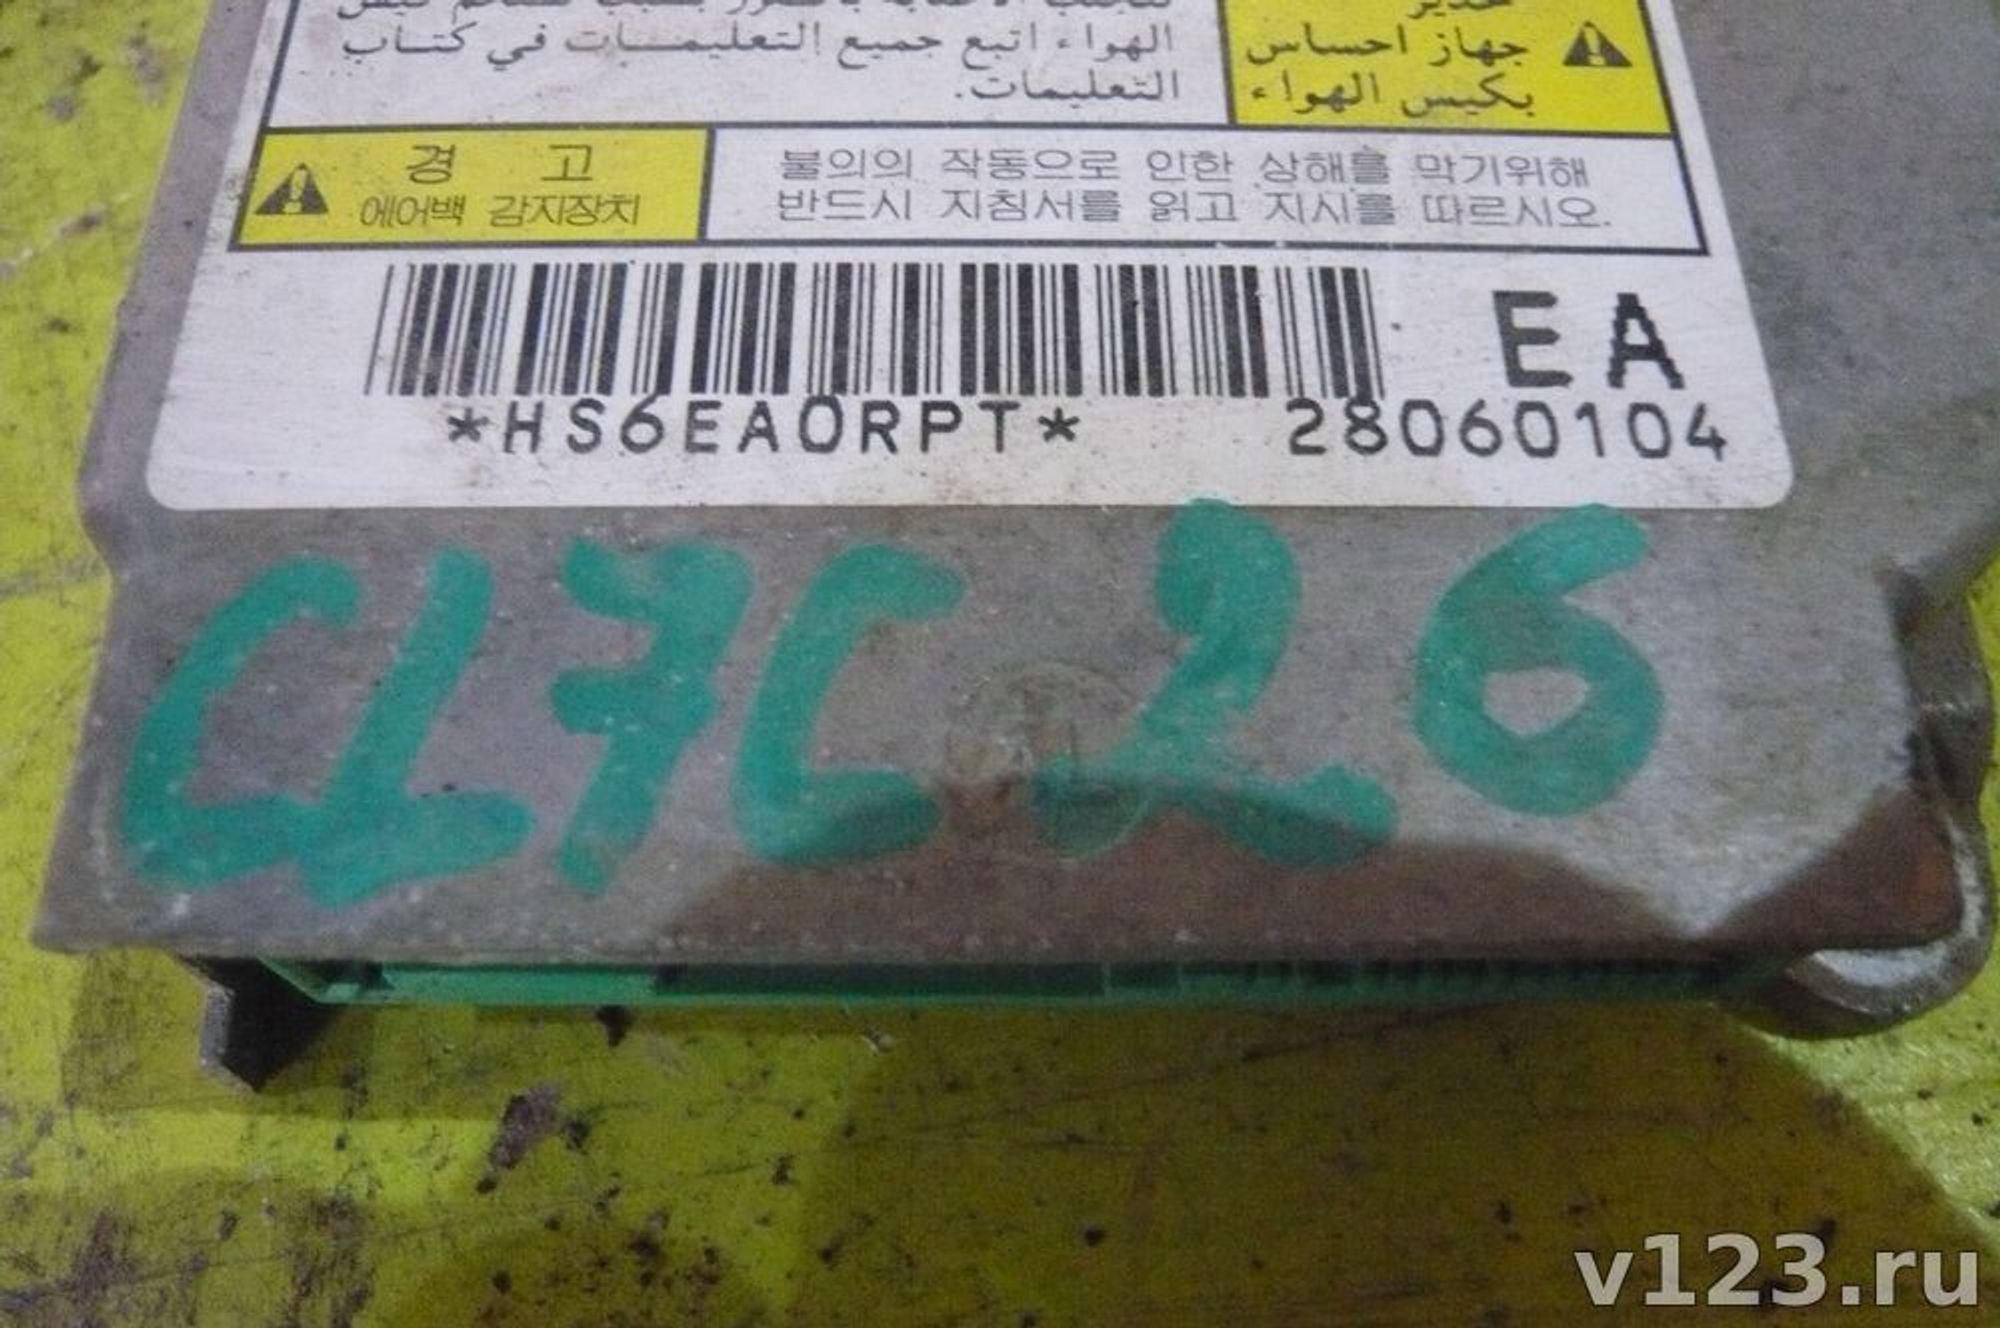 الهواء اتبع جميع التعليمات في كتاب
التعليمات.
تحذير
جهاز احساس
بكيس الهواء
경 고
에어백 감지장치
불의의 작동으로 인한 상해를 막기위해
반드시 지침서를 읽고 지시를 따르시오.
EA
*HS6EA0RPT* 28060104
CL7C 26
v123.ru